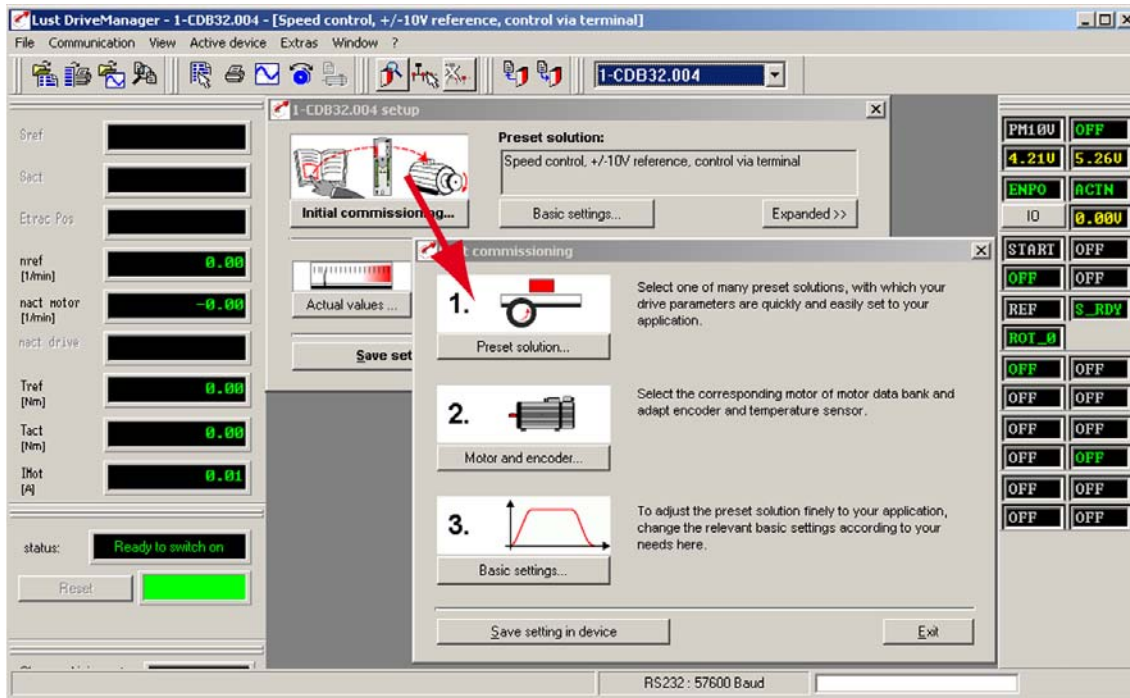 Lust DriveManager - 1-CDB32.004 - [Speed control, +/-10V reference, control via terminal]
File Communication View Active device Extras Window ?
1-CDB32.004
Sref
Sact
Etrac Pos
nref
[1/min]
0.00
nact motor
[1/min]
-0.00
nact drive
Tref
[Nm]
0.00
Tact
[Nm]
0.00
IMot
[A]
0.01
status:
Ready to switch on
Reset
1-CDB32.004 setup
Preset solution:
Speed control, +/-10V reference, control via terminal
Initial commissioning...
Basic settings...
Expanded >>
Actual values ...
Save set
commissioning
1.
Preset solution...
Select one of many preset solutions, with which your
drive parameters are quickly and easily set to your
application.
2.
Motor and encoder...
Select the corresponding motor of motor data bank and
adapt encoder and temperature sensor.
3.
Basic settings...
To adjust the preset solution finely to your application,
change the relevant basic settings according to your
needs here.
Save setting in device
Exit
PM10V OFF
4.21V 5.26V
ENPO ACTN
IO 0.00V
START OFF
OFF OFF
REF S_RDY
ROT_0
OFF OFF
OFF OFF
OFF OFF
OFF OFF
OFF OFF
OFF OFF
RS232 : 57600 Baud